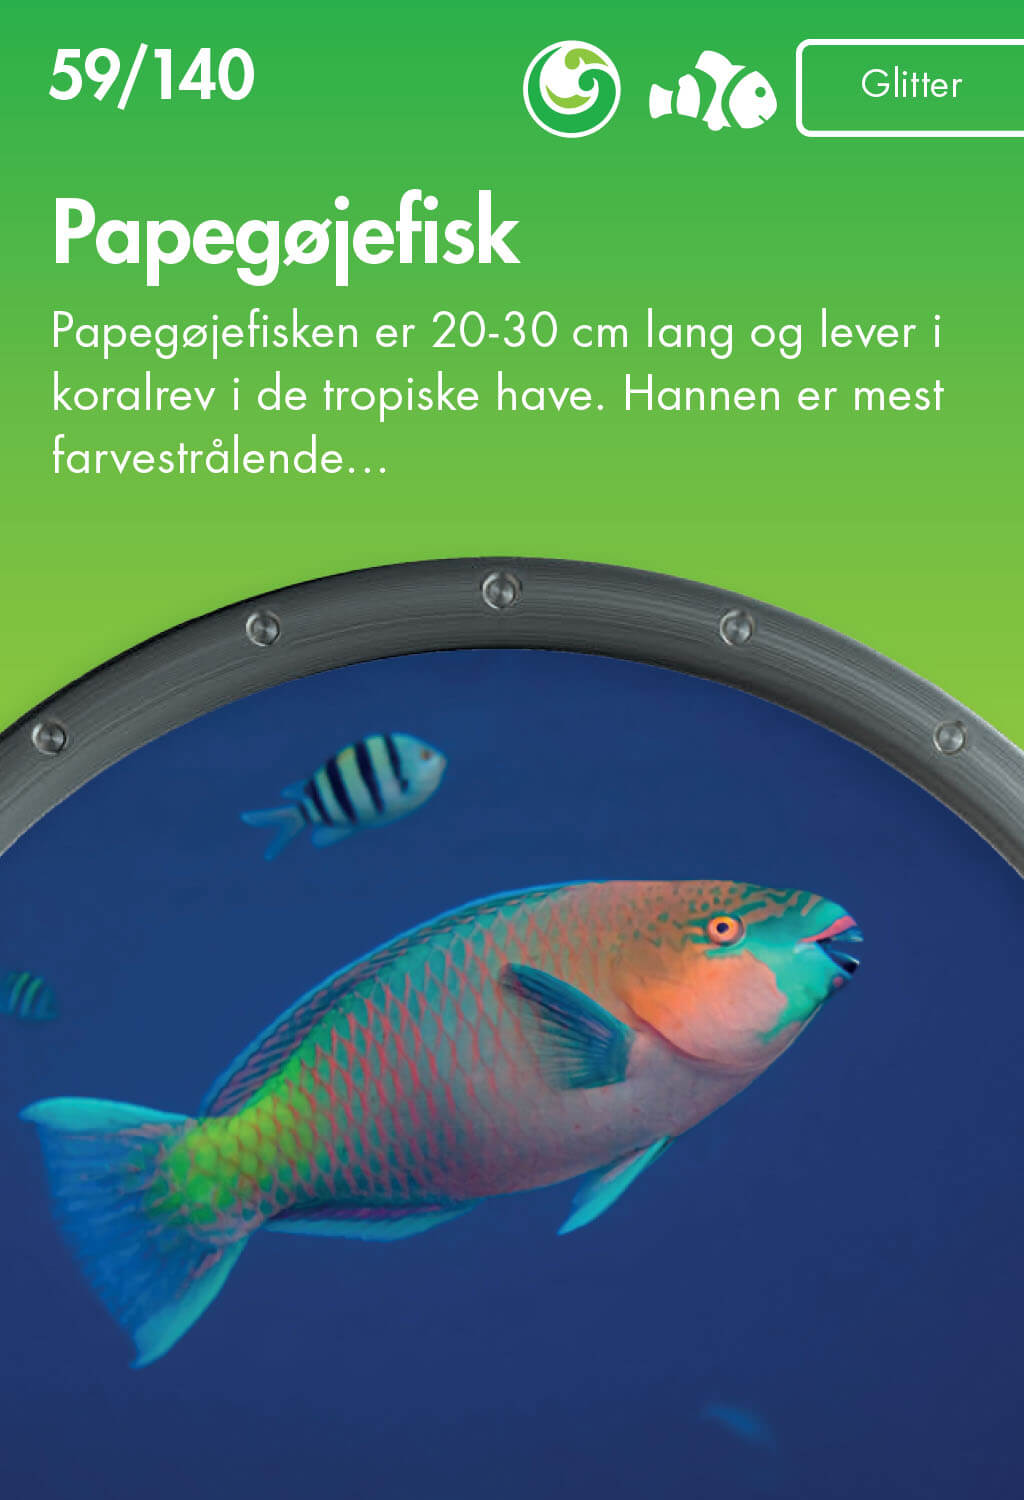 59/140
Glitter
Papegøjefisk
Papegøjefisken er 20-30 cm lang og lever i
koralrev i de tropiske have. Hannen er mest
farvestrålende...